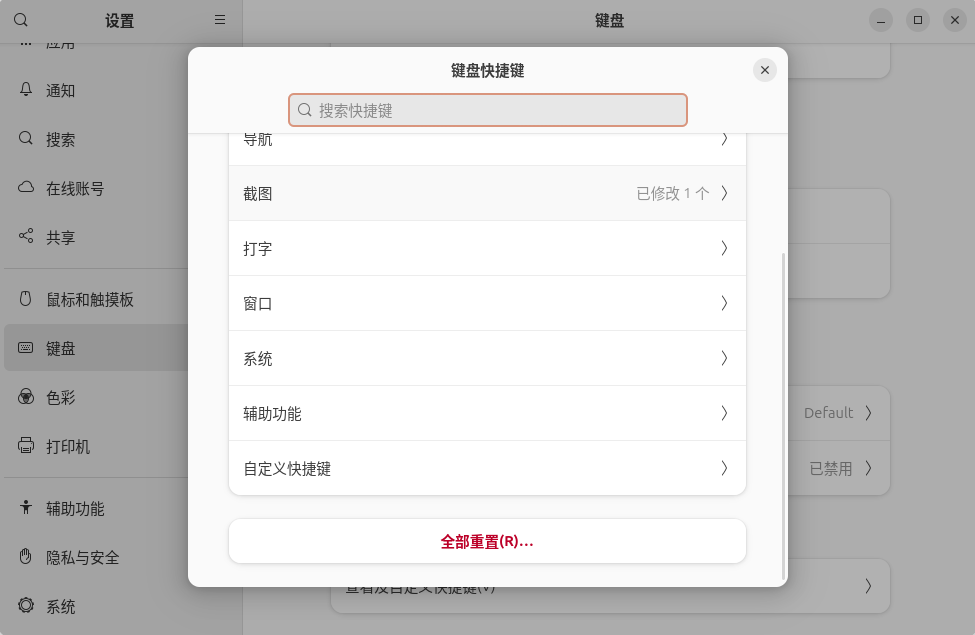 设置
键盘
应用
通知
搜索
在线账号
共享
鼠标和触摸板
键盘
色彩
打印机
辅助功能
隐私与安全
系统
键盘快捷键
搜索快捷键
导航
截图
已修改 1 个
打字
窗口
系统
辅助功能
自定义快捷键
全部重置(R)…
Default
已禁用
查看及自定义快捷键(V)